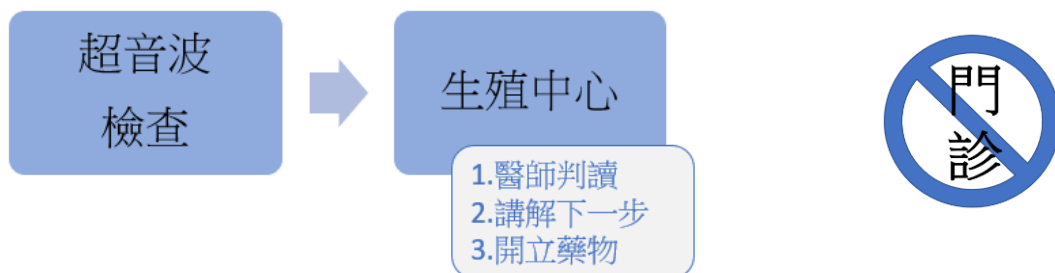 超音波
檢查
生殖中心
1.醫師判讀
2.講解下一步
3.開立藥物
門
診